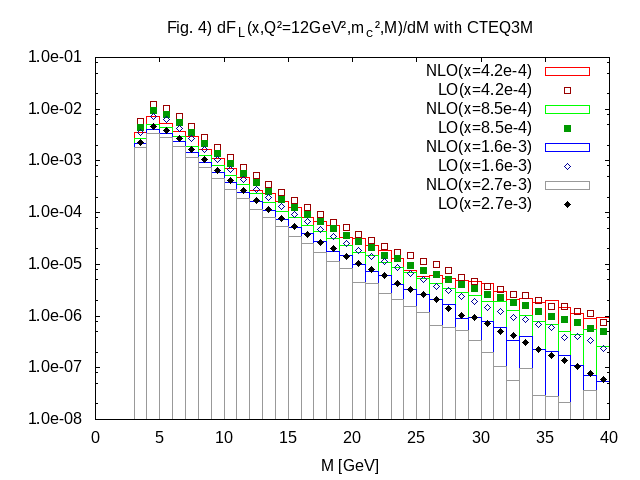 Fig. 4) dF_L(x,Q²=12GeV²,m_c²,M)/dM with CTEQ3M
1.0e-01
1.0e-02
1.0e-03
1.0e-04
1.0e-05
1.0e-06
1.0e-07
1.0e-08
NLO(x=4.2e-4)
LO(x=4.2e-4)
NLO(x=8.5e-4)
LO(x=8.5e-4)
NLO(x=1.6e-3)
LO(x=1.6e-3)
NLO(x=2.7e-3)
LO(x=2.7e-3)
0 5 10 15 20 25 30 35 40
M [GeV]